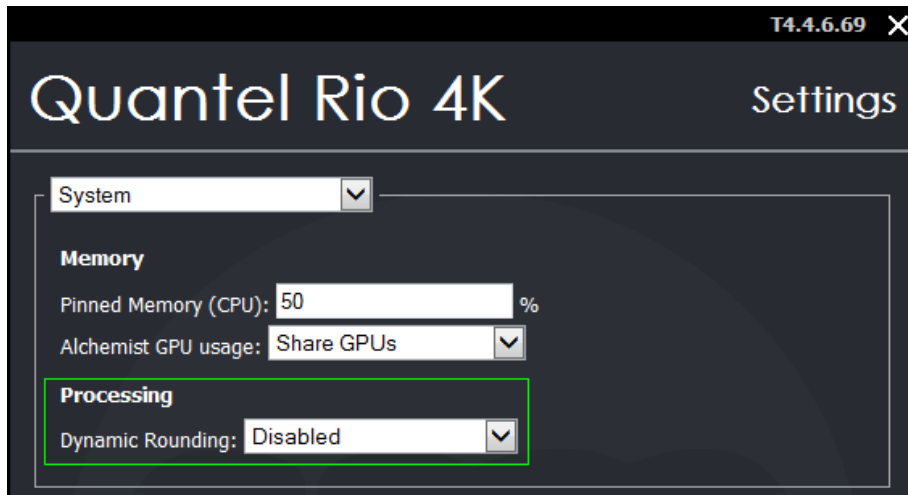 T4.4.6.69
Quantel Rio 4K Settings
System
Memory
Pinned Memory (CPU): 50 %
Alchemist GPU usage: Share GPUs
Processing
Dynamic Rounding: Disabled